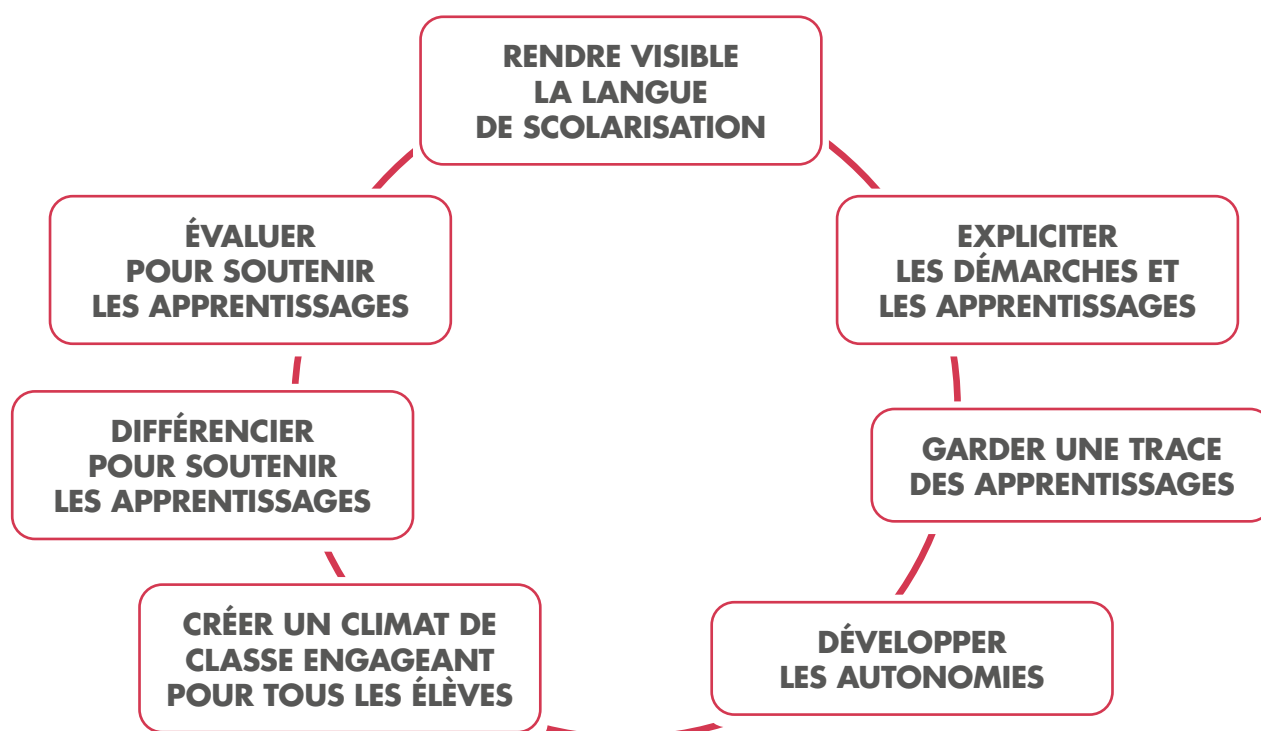 RENDRE VISIBLE
LA LANGUE
DE SCOLARISATION
ÉVALUER
POUR SOUTENIR
LES APPRENTISSAGES
EXPLICITER
LES DÉMARCHES ET
LES APPRENTISSAGES
DIFFÉRENCIER
POUR SOUTENIR
LES APPRENTISSAGES
GARDER UNE TRACE
DES APPRENTISSAGES
CRÉER UN CLIMAT DE
CLASSE ENGAGEANT
POUR TOUS LES ÉLÈVES
DÉVELOPPER
LES AUTONOMIES